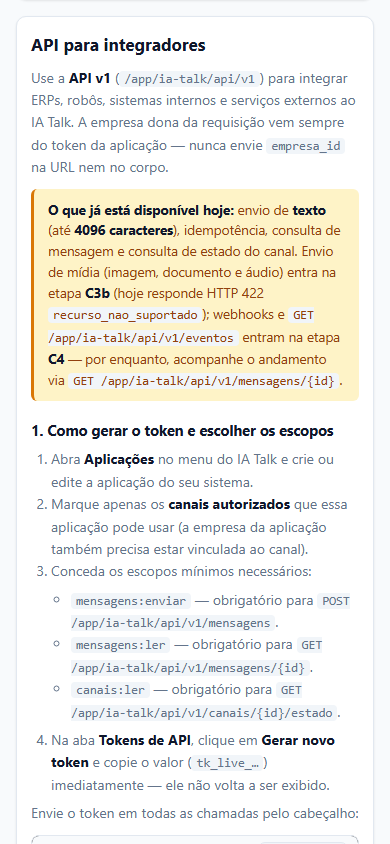 API para integradores
Use a API v1 ( /app/ia-talk/api/v1 ) para integrar
ERPs, robôs, sistemas internos e serviços externos ao
IA Talk. A empresa dona da requisição vem sempre
do token da aplicação — nunca envie empresa_id
na URL nem no corpo.
O que já está disponível hoje: envio de texto
(até 4096 caracteres), idempotência, consulta de
mensagem e consulta de estado do canal. Envio
de mídia (imagem, documento e áudio) entra na
etapa C3b (hoje responde HTTP 422
recurso_nao_suportado ); webhooks e GET
/app/ia-talk/api/v1/eventos entram na etapa
C4 — por enquanto, acompanhe o andamento
via GET /app/ia-talk/api/v1/mensagens/{id} .
1. Como gerar o token e escolher os escopos
1. Abra Aplicações no menu do IA Talk e crie ou
edite a aplicação do seu sistema.
2. Marque apenas os canais autorizados que essa
aplicação pode usar (a empresa da aplicação
também precisa estar vinculada ao canal).
3. Conceda os escopos mínimos necessários:
◦ mensagens:enviar — obrigatório para POST
/app/ia-talk/api/v1/mensagens .
◦ mensagens:ler — obrigatório para GET
/app/ia-talk/api/v1/mensagens/{id} .
◦ canais:ler — obrigatório para GET
/app/ia-talk/api/v1/canais/{id}/estado .
4. Na aba Tokens de API, clique em Gerar novo
token e copie o valor ( tk_live_… )
imediatamente — ele não volta a ser exibido.
Envie o token em todas as chamadas pelo cabeçalho: